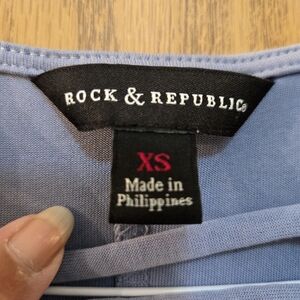 ROCK & REPUBLIC®
XS
Made in
Philippines